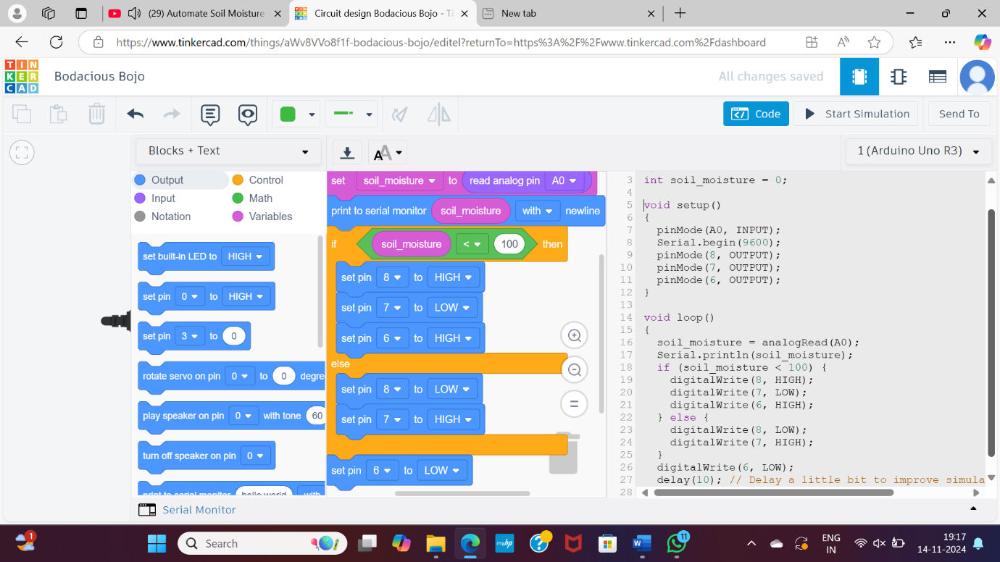 (29) Automate Soil Moisture
Circuit design Bodacious Bojo - Ti
New tab
https://www.tinkercad.com/things/aWv8VVo8f1f-bodacious-bojo/editel?returnTo=https%3A%2F%2Fwww.tinkercad.com%2Fdashboard
TIN
KER
CAD
Bodacious Bojo
All changes saved
Code
Start Simulation
Send To
Blocks + Text
AA
1 (Arduino Uno R3)
Output
Control
Input
Math
Notation
Variables
set built-in LED to HIGH
set pin 0 to HIGH
set pin 3 to 0
rotate servo on pin 0 to 0 degre
play speaker on pin 0 with tone 60
turn off speaker on pin 0
print to serial monitor hello world with
set soil_moisture to read analog pin A0
print to serial monitor soil_moisture with newline
if soil_moisture < 100 then
set pin 8 to HIGH
set pin 7 to LOW
set pin 6 to HIGH
else
set pin 8 to LOW
set pin 7 to HIGH
set pin 6 to LOW
3 int soil_moisture = 0;
4
5 void setup()
6 {
7 pinMode(A0, INPUT);
8 Serial.begin(9600);
9 pinMode(8, OUTPUT);
10 pinMode(7, OUTPUT);
11 pinMode(6, OUTPUT);
12 }
13
14 void loop()
15 {
16 soil_moisture = analogRead(A0);
17 Serial.println(soil_moisture);
18 if (soil_moisture < 100) {
19 digitalWrite(8, HIGH);
20 digitalWrite(7, LOW);
21 digitalWrite(6, HIGH);
22 } else {
23 digitalWrite(8, LOW);
24 digitalWrite(7, HIGH);
25 }
26 digitalWrite(6, LOW);
27 delay(10); // Delay a little bit to improve simula
28
Serial Monitor
1
Search
myhp
11
ENG
IN
19:17
14-11-2024